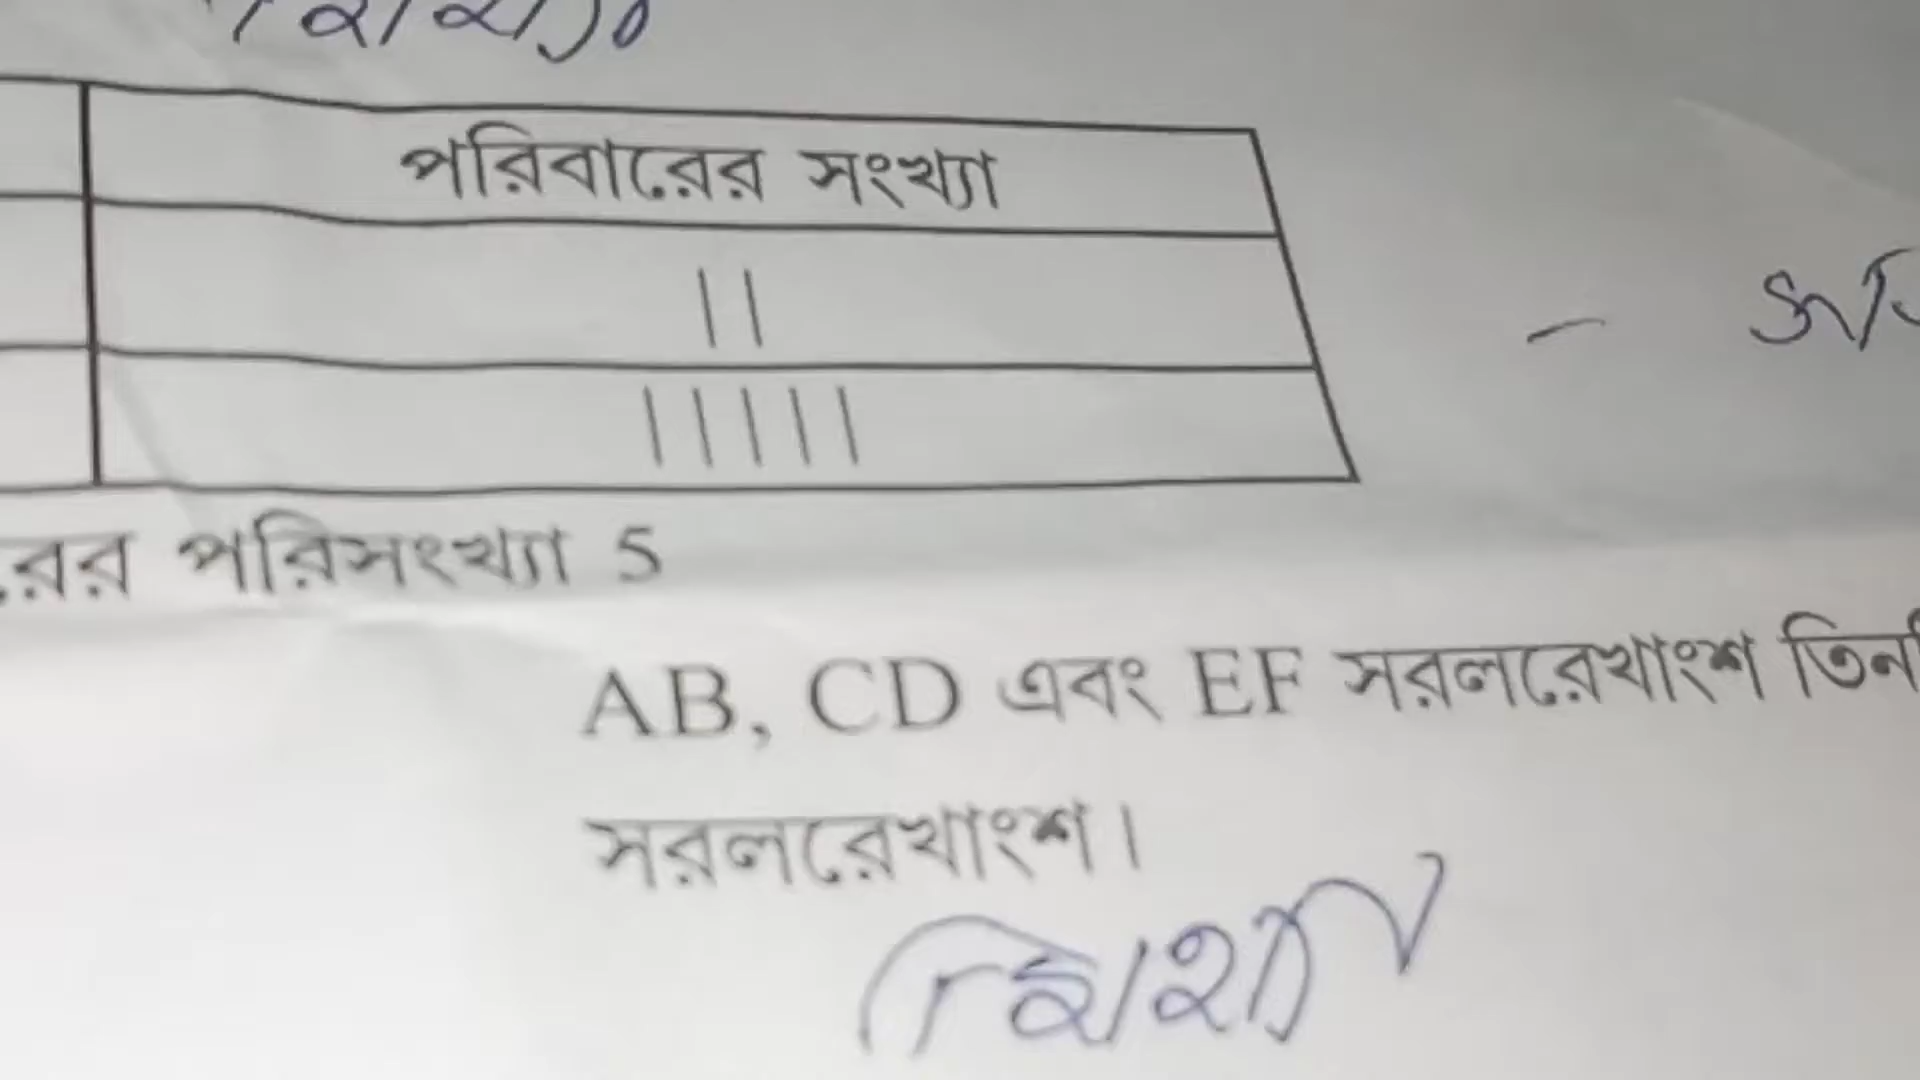 পরিবারের সংখ্যা
||
|||||
রের পরিসংখ্যা 5
AB, CD এবং EF সরলরেখাংশ তিন
সরলরেখাংশ।